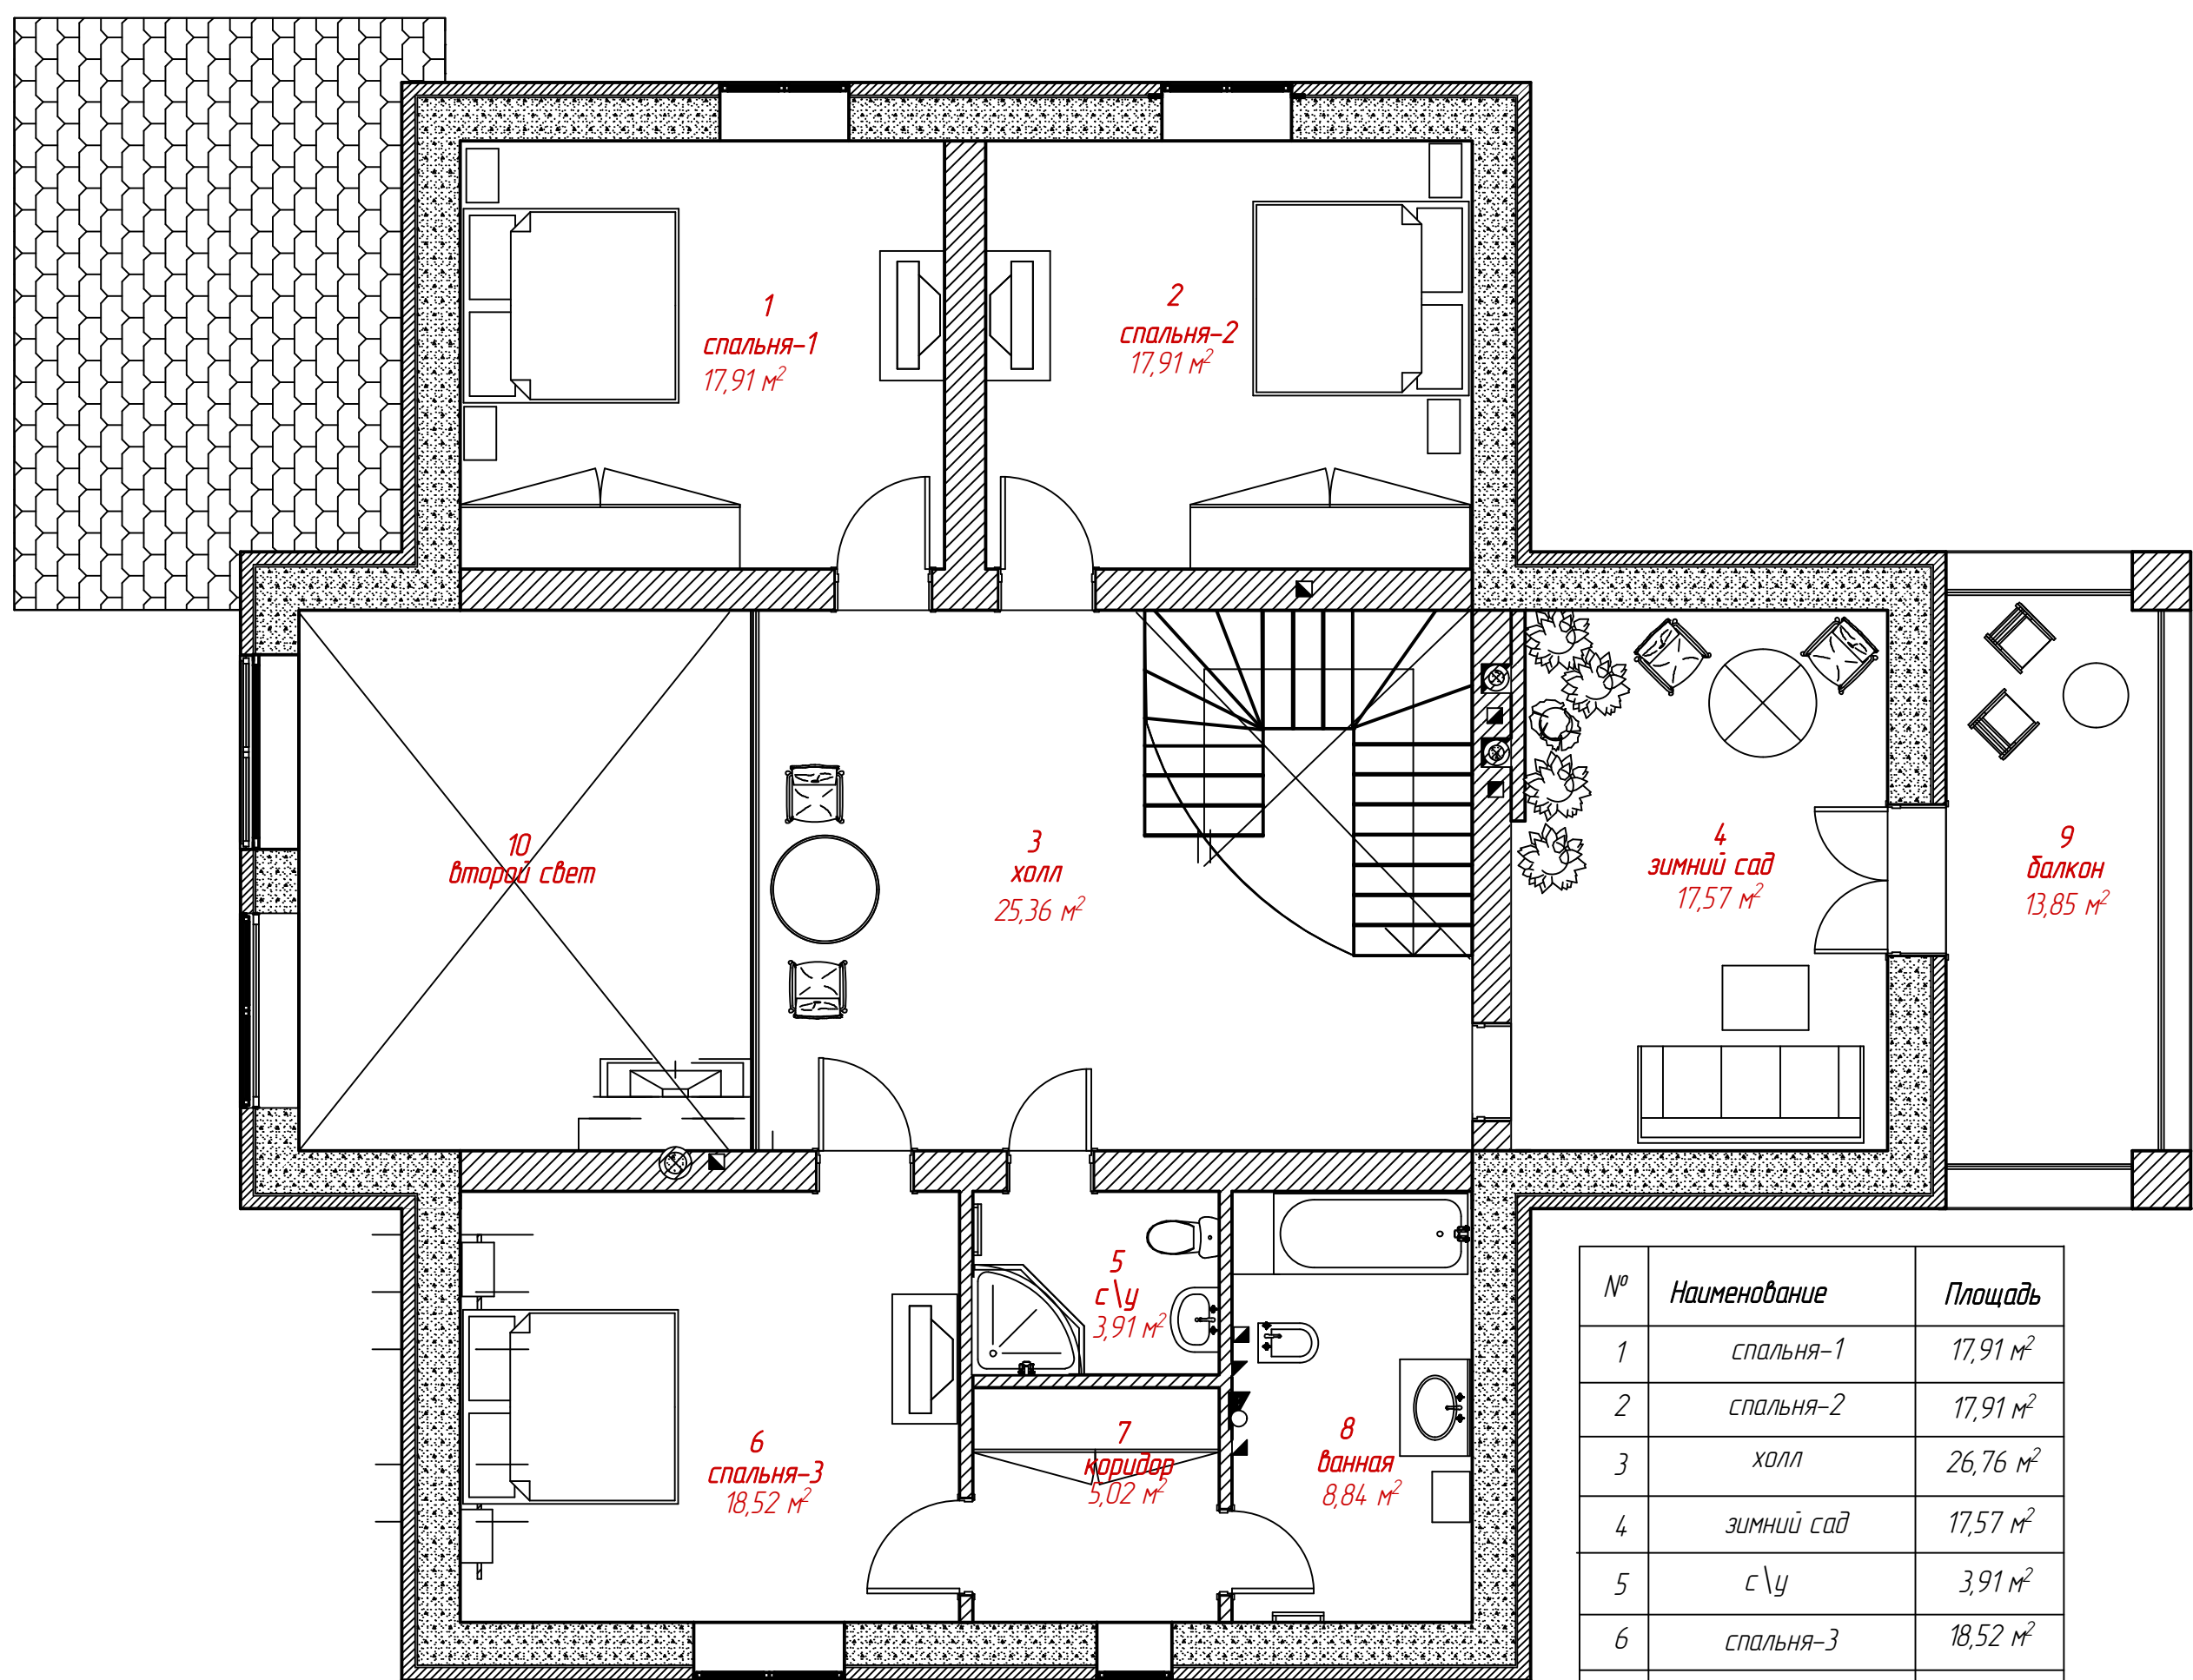 1
спальня-1
17,91 м²
2
спальня-2
17,91 м²
10
второй свет
3
холл
25,36 м²
4
зимний сад
17,57 м²
9
балкон
13,85 м²
5
с\у
3,91 м²
6
спальня-3
18,52 м²
7
коридор
5,02 м²
8
ванная
8,84 м²
№ Наименование Площадь
1 спальня-1 17,91 м²
2 спальня-2 17,91 м²
3 холл 26,76 м²
4 зимний сад 17,57 м²
5 с\у 3,91 м²
6 спальня-3 18,52 м²